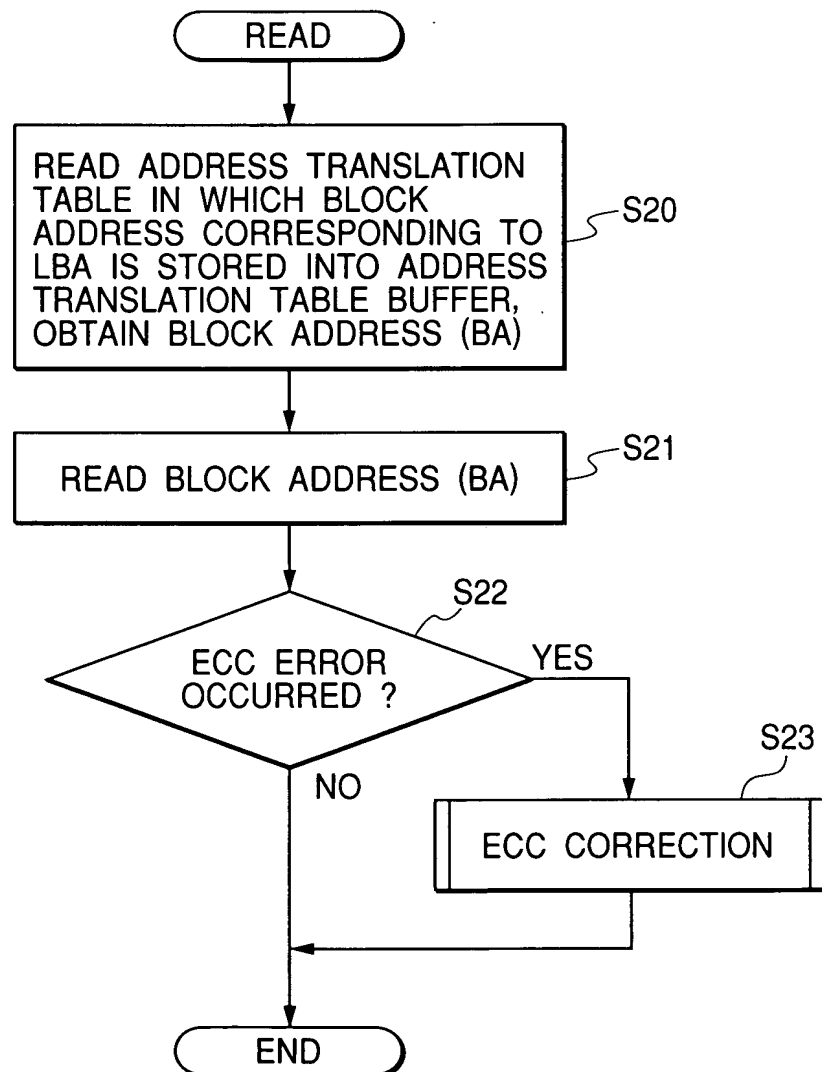 READ
READ ADDRESS TRANSLATION
TABLE IN WHICH BLOCK
ADDRESS CORRESPONDING TO
LBA IS STORED INTO ADDRESS
TRANSLATION TABLE BUFFER,
OBTAIN BLOCK ADDRESS (BA)
S20
READ BLOCK ADDRESS (BA)
S21
S22
ECC ERROR
OCCURRED ?
YES
NO
S23
ECC CORRECTION
END